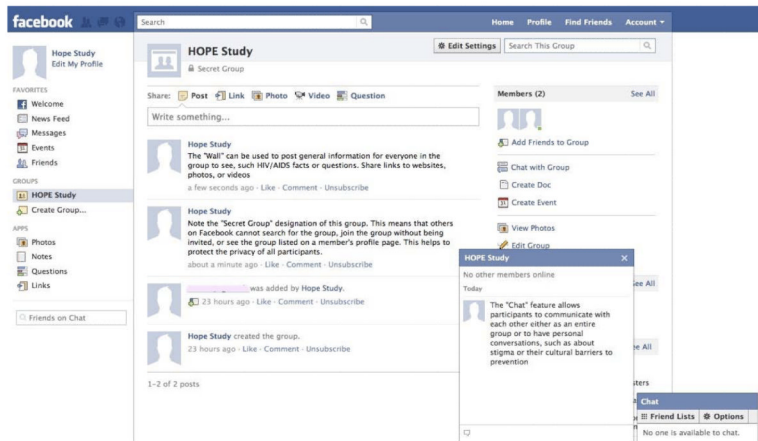 facebook
Search
Home Profile Find Friends Account
Hope Study
Edit My Profile
FAVORITES
Welcome
News Feed
Messages
Events
Friends
GROUPS
HOPE Study
Create Group...
APPS
Photos
Notes
Questions
Links
Friends on Chat
HOPE Study
Secret Group
Edit Settings
Search This Group
Share: Post Link Photo Video Question
Write something...
Hope Study
The "Wall" can be used to post general information for everyone in the
group to see, such HIV/AIDS facts or questions. Share links to websites,
photos, or videos
a few seconds ago · Like · Comment · Unsubscribe
Hope Study
Note the "Secret Group" designation of this group. This means that others
on Facebook cannot search for the group, join the group without being
invited, or see the group listed on a member's profile page. This helps to
protect the privacy of all participants.
about a minute ago · Like · Comment · Unsubscribe
was added by Hope Study.
23 hours ago · Like · Comment · Unsubscribe
Hope Study created the group.
23 hours ago · Like · Comment · Unsubscribe
1-2 of 2 posts
Members (2) See All
Add Friends to Group
Chat with Group
Create Doc
Create Event
View Photos
Edit Group
See All
See All
HOPE Study
No other members online
Today
The "Chat" feature allows
participants to communicate with
each other either as an entire
group or to have personal
conversations, such as about
stigma or their cultural barriers to
prevention
Chat
Friend Lists Options
No one is available to chat.